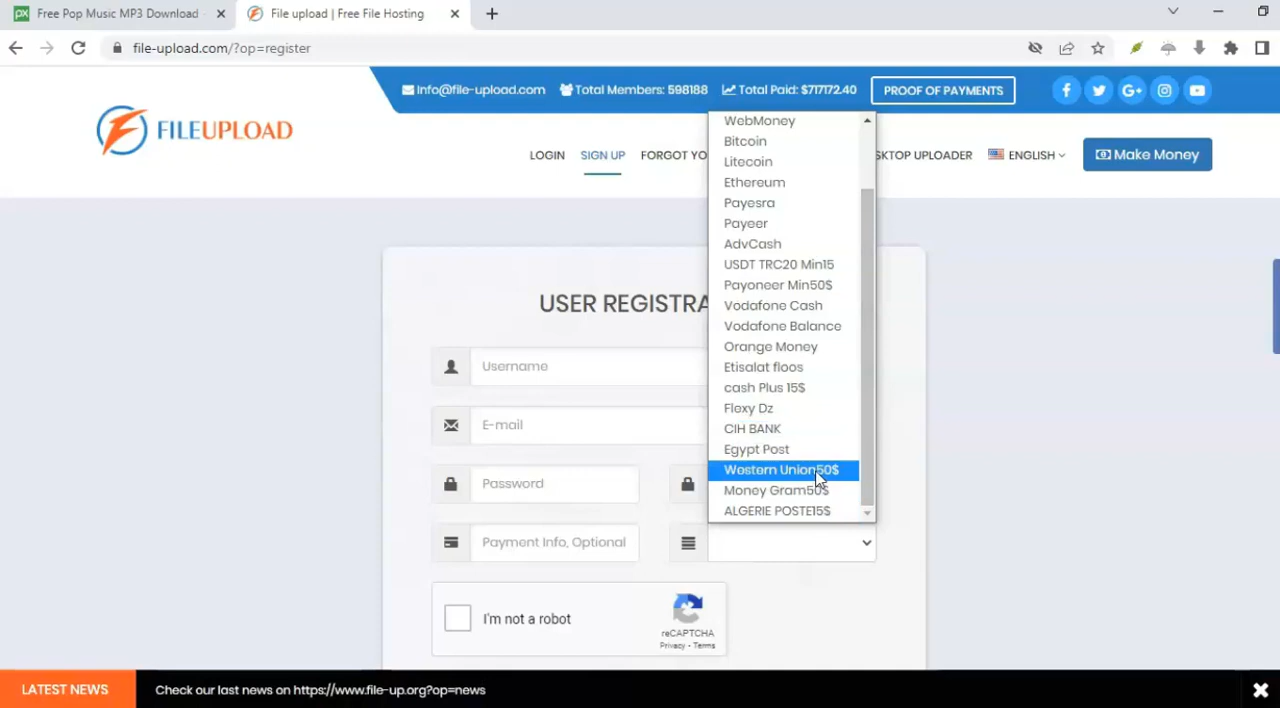 Free Pop Music MP3 Download
File upload | Free File Hosting
file-upload.com/?op=register
Info@file-upload.com
Total Members: 598188
Total Paid: $717172.40
PROOF OF PAYMENTS
FILEUPLOAD
LOGIN
SIGN UP
FORGOT YO
SKTOP UPLOADER
ENGLISH
Make Money
WebMoney
Bitcoin
Litecoin
Ethereum
Payesra
Payeer
AdvCash
USDT TRC20 Min15
Payoneer Min50$
Vodafone Cash
Vodafone Balance
Orange Money
Etisalat floos
cash Plus 15$
Flexy Dz
CIH BANK
Egypt Post
Western Union50$
Money Gram50$
ALGERIE POSTE15$
USER REGISTRA
Username
E-mail
Password
Payment Info, Optional
I'm not a robot
reCAPTCHA
Privacy - Terms
LATEST NEWS
Check our last news on https://www.file-up.org?op=news